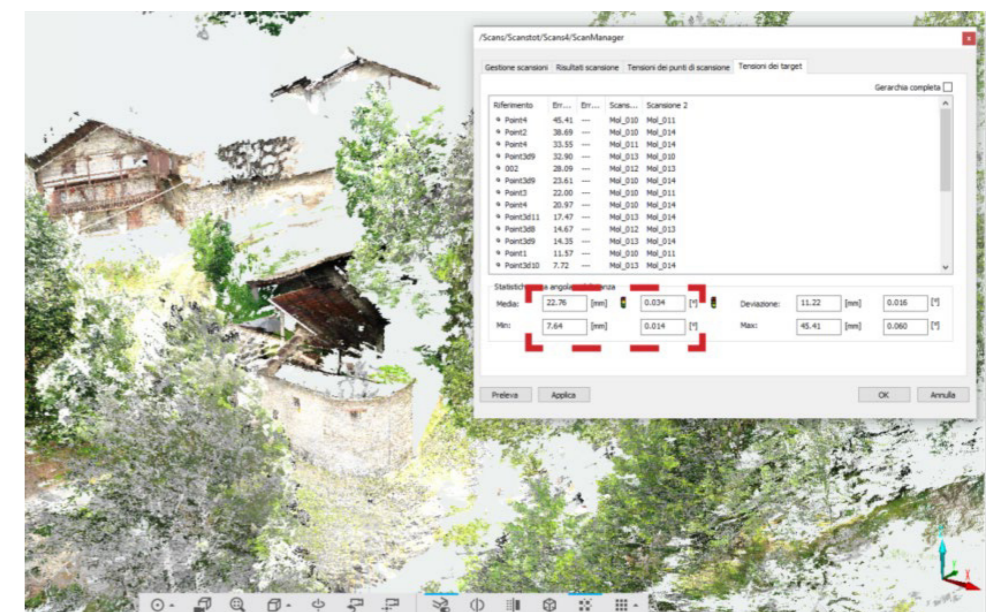 /Scans/Scanstot/Scans4/ScanManager
Gestione scansioni Risultati scansione Tensioni dei punti di scansione Tensioni dei target
Gerarchia completa
Riferimento Err... Err... Scans... Scansione 2
Point4 45.41 --- Mol_010 Mol_011
Point2 38.69 --- Mol_010 Mol_014
Point4 33.55 --- Mol_011 Mol_014
Point3d9 32.90 --- Mol_013 Mol_010
002 28.09 --- Mol_012 Mol_013
Point3d9 23.61 --- Mol_010 Mol_014
Point3 22.00 --- Mol_010 Mol_011
Point4 20.97 --- Mol_010 Mol_014
Point3d11 17.47 --- Mol_013 Mol_014
Point3d8 14.67 --- Mol_012 Mol_013
Point3d9 14.35 --- Mol_013 Mol_014
Point1 11.57 --- Mol_010 Mol_011
Point3d10 7.72 --- Mol_013 Mol_014
Media: 22.76 [mm] 0.034 [°] Deviazione: 11.22 [mm] 0.016 [°]
Min: 7.64 [mm] 0.014 [°] Max: 45.41 [mm] 0.060 [°]
Preleva Applica OK Annulla